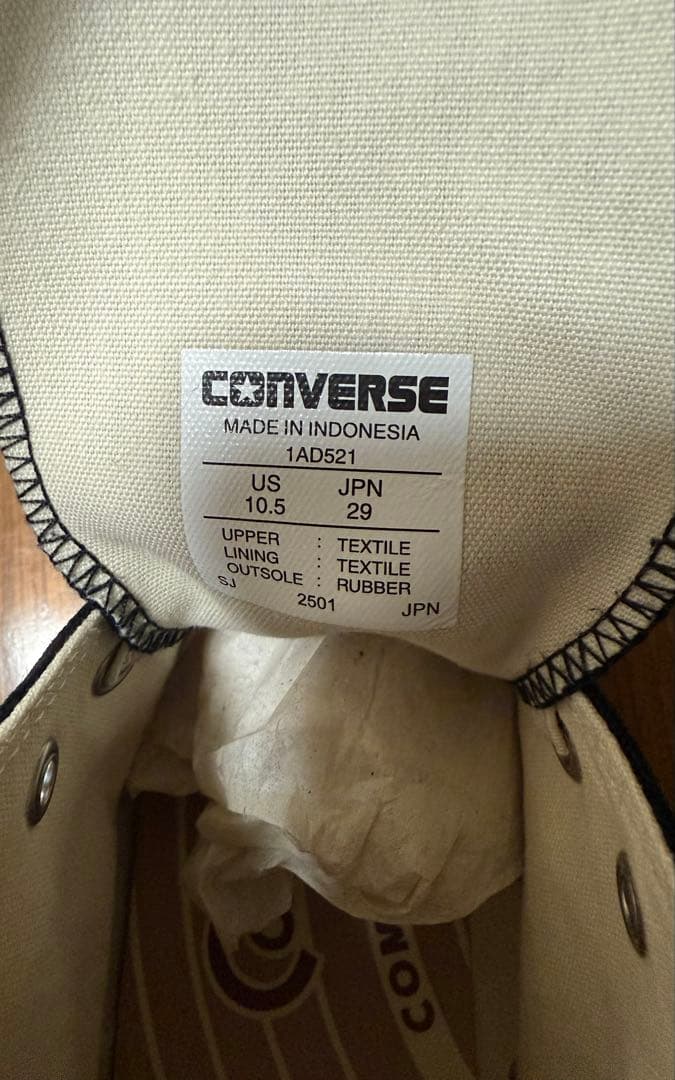 CONVERSE
MADE IN INDONESIA
1AD521
US JPN
10.5 29
UPPER : TEXTILE
LINING : TEXTILE
OUTSOLE : RUBBER
SJ 2501 JPN
COM